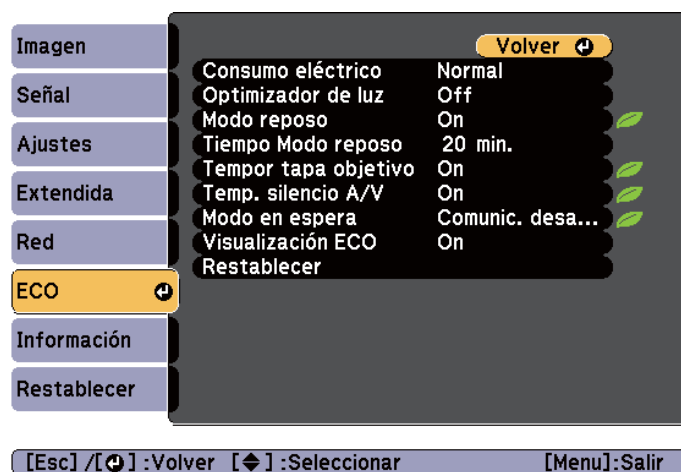 Imagen
Señal
Ajustes
Extendida
Red
ECO
Información
Restablecer
Volver
Consumo eléctrico Normal
Optimizador de luz Off
Modo reposo On
Tiempo Modo reposo 20 min.
Tempor tapa objetivo On
Temp. silencio A/V On
Modo en espera Comunic. desa...
Visualización ECO On
Restablecer
[Esc] /[⏎] :Volver [◆] :Seleccionar [Menu]:Salir